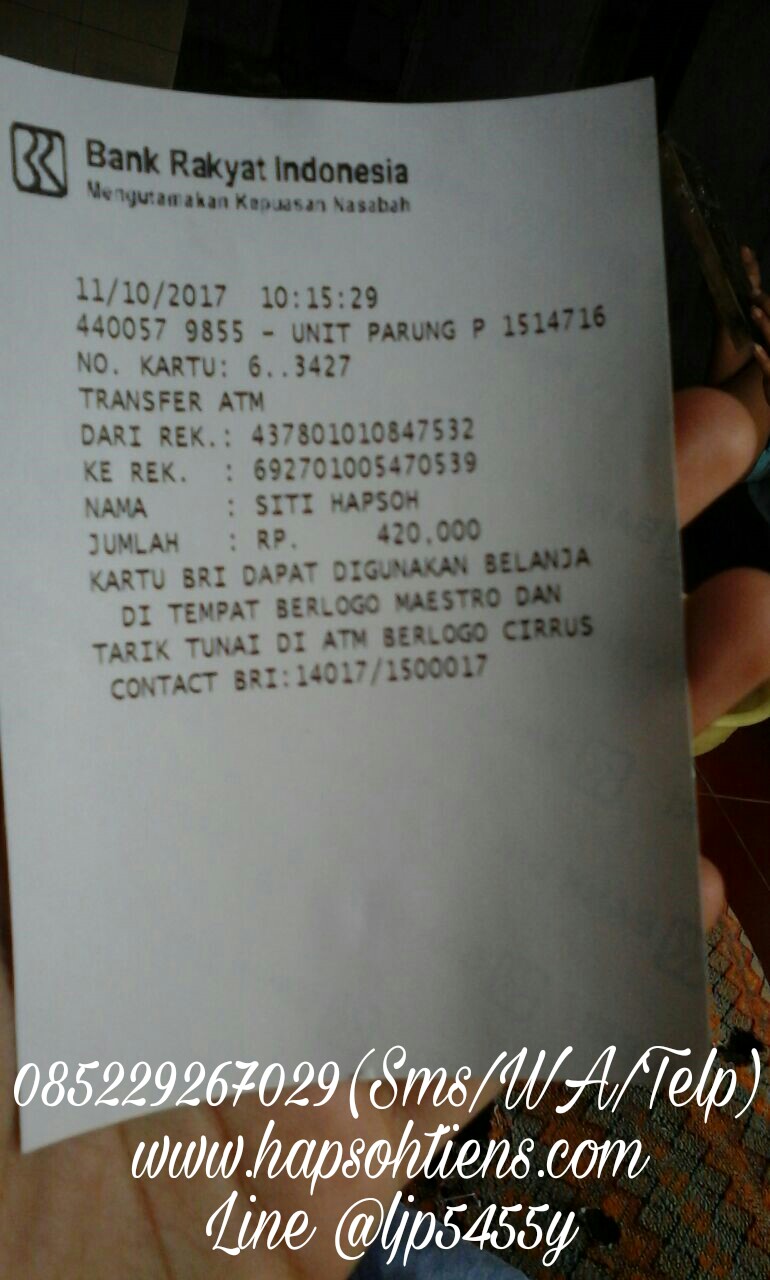 Bank Rakyat Indonesia
Mengutamakan Kepuasan Nasabah
11/10/2017 10:15:29
440057 9855 - UNIT PARUNG P 1514716
NO. KARTU: 6..3427
TRANSFER ATM
DARI REK.: 437801010847532
KE REK. : 692701005470539
NAMA : SITI HAPSOH
JUMLAH : RP. 420.000
KARTU BRI DAPAT DIGUNAKAN BELANJA
DI TEMPAT BERLOGO MAESTRO DAN
TARIK TUNAI DI ATM BERLOGO CIRRUS
CONTACT BRI:14017/1500017
085229267029(Sms/WA/Telp)
www.hapsohtiens.com
Line @ljp5455y